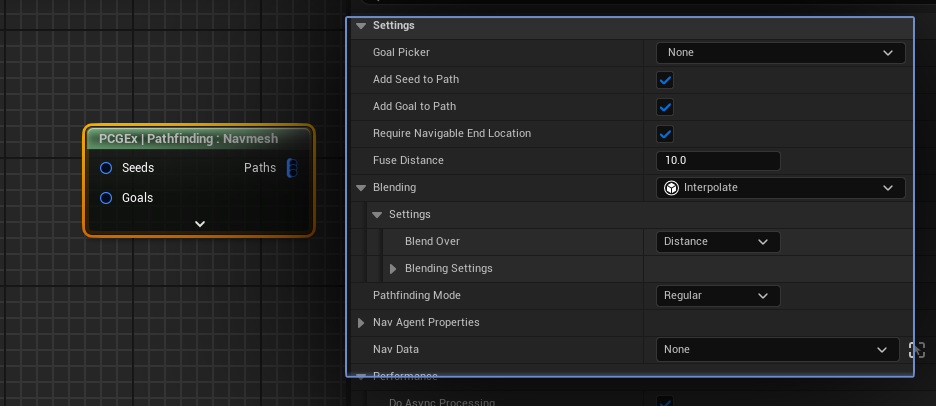 PCGEx | Pathfinding : Navmesh
Seeds
Paths
Goals
Settings
Goal Picker
None
Add Seed to Path
Add Goal to Path
Require Navigable End Location
Fuse Distance
10.0
Blending
Interpolate
Settings
Blend Over
Distance
Blending Settings
Pathfinding Mode
Regular
Nav Agent Properties
Nav Data
None
Performance
Do Async Processing